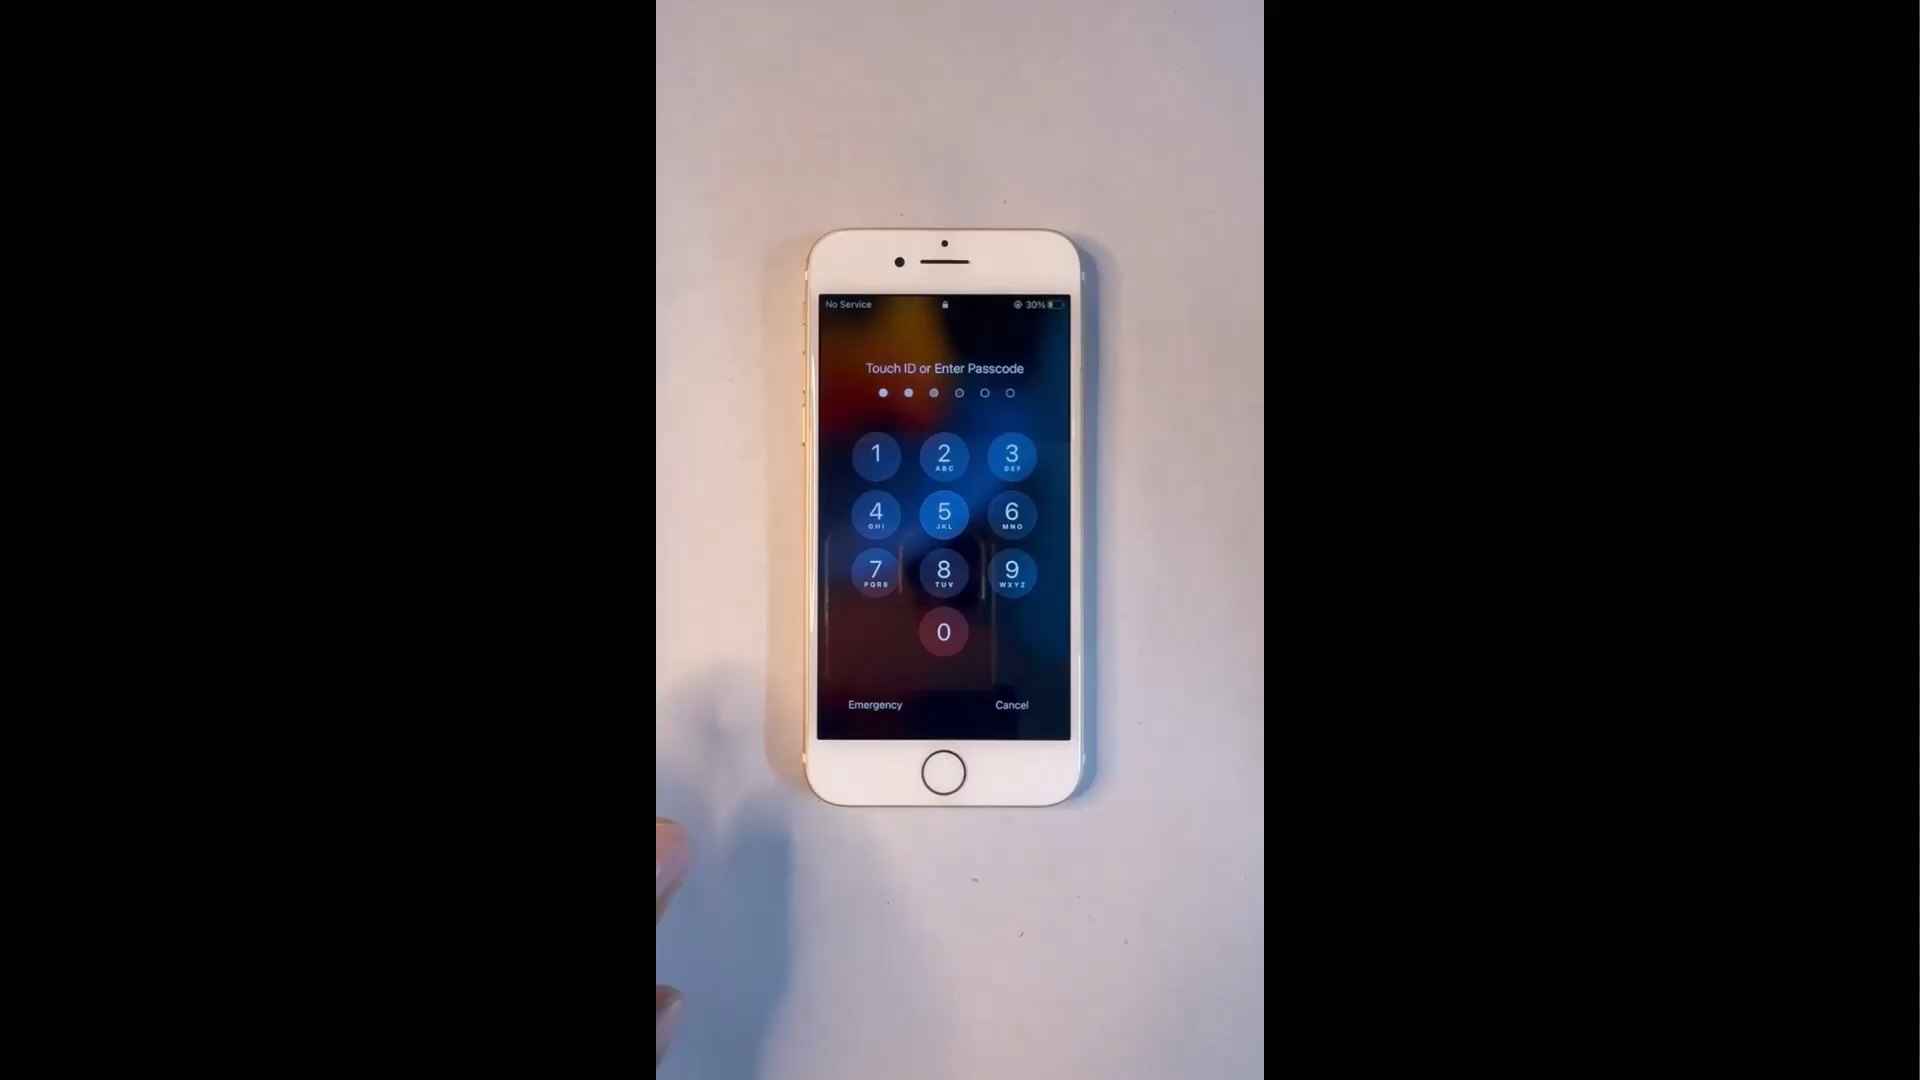 No Service 30%
Touch ID or Enter Passcode
1 2 3
ABC DEF
4 5 6
GHI JKL MNO
7 8 9
PQRS TUV WXYZ
0
Emergency Cancel